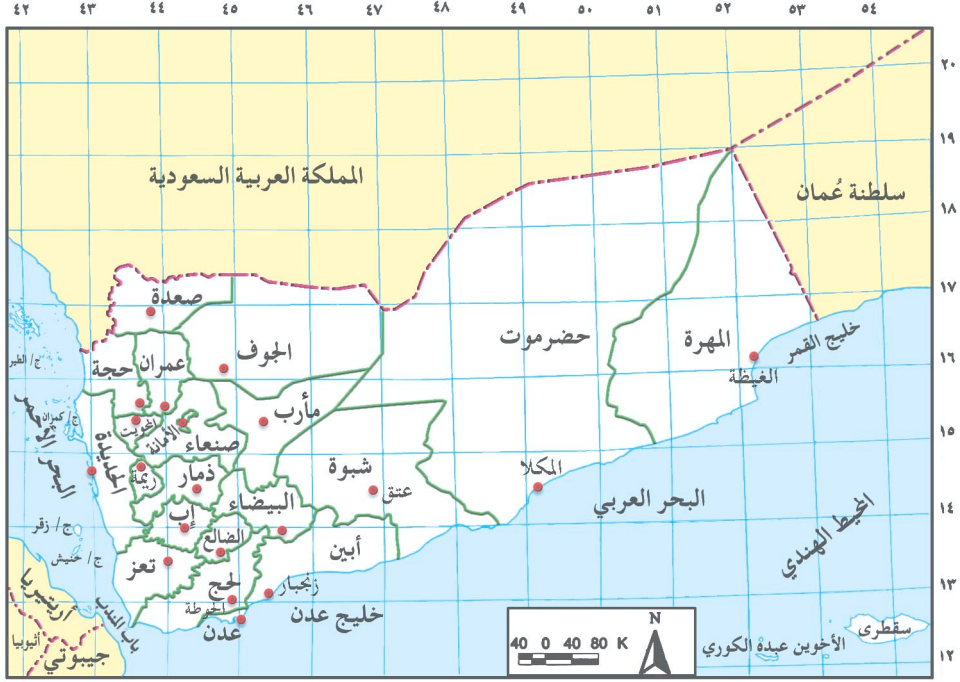 ٤٢ ٤٣ ٤٤ ٤٥ ٤٦ ٤٧ ٤٨ ٤٩ ٥٠ ٥١ ٥٢ ٥٣ ٥٤
٢٠
١٩
١٨
١٧
١٦
١٥
١٤
١٣
١٢
المملكة العربية السعودية
سلطنة عُمان
صعدة
الجوف
حضرموت
المهرة
خليج القمر
الغيظة
عمران
حجة
ج/ الطير
مأرب
المحويت
الأمانة
صنعاء
ج/ كمران
البحر الأحمر
الحديدة
ريمة
ذمار
شبوة
عتق
المكلا
البحر العربي
المحيط الهندي
البيضاء
إب
الضالع
أبين
ج/ زقر
ج/ حنيش
تعز
لحج
الحوطة
زنجبار
عدن
خليج عدن
باب المندب
أريتيريا
أثيوبيا
جيبوتي
N
40 0 40 80 K
الأخوين عبده الكوري
سقطرى